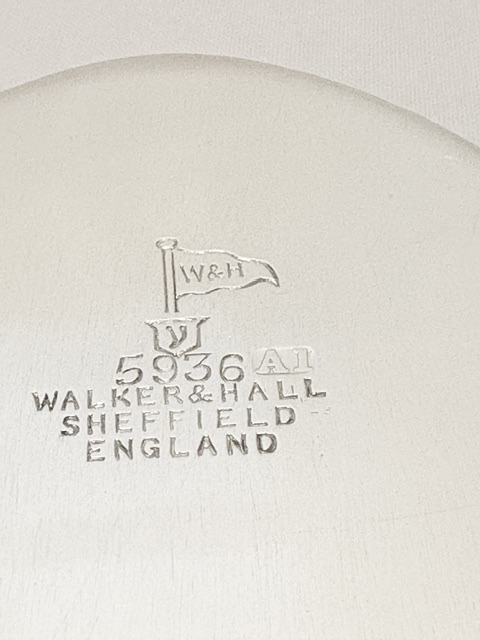 W&H
y
5936 A1
WALKER & HALL
SHEFFIELD
ENGLAND